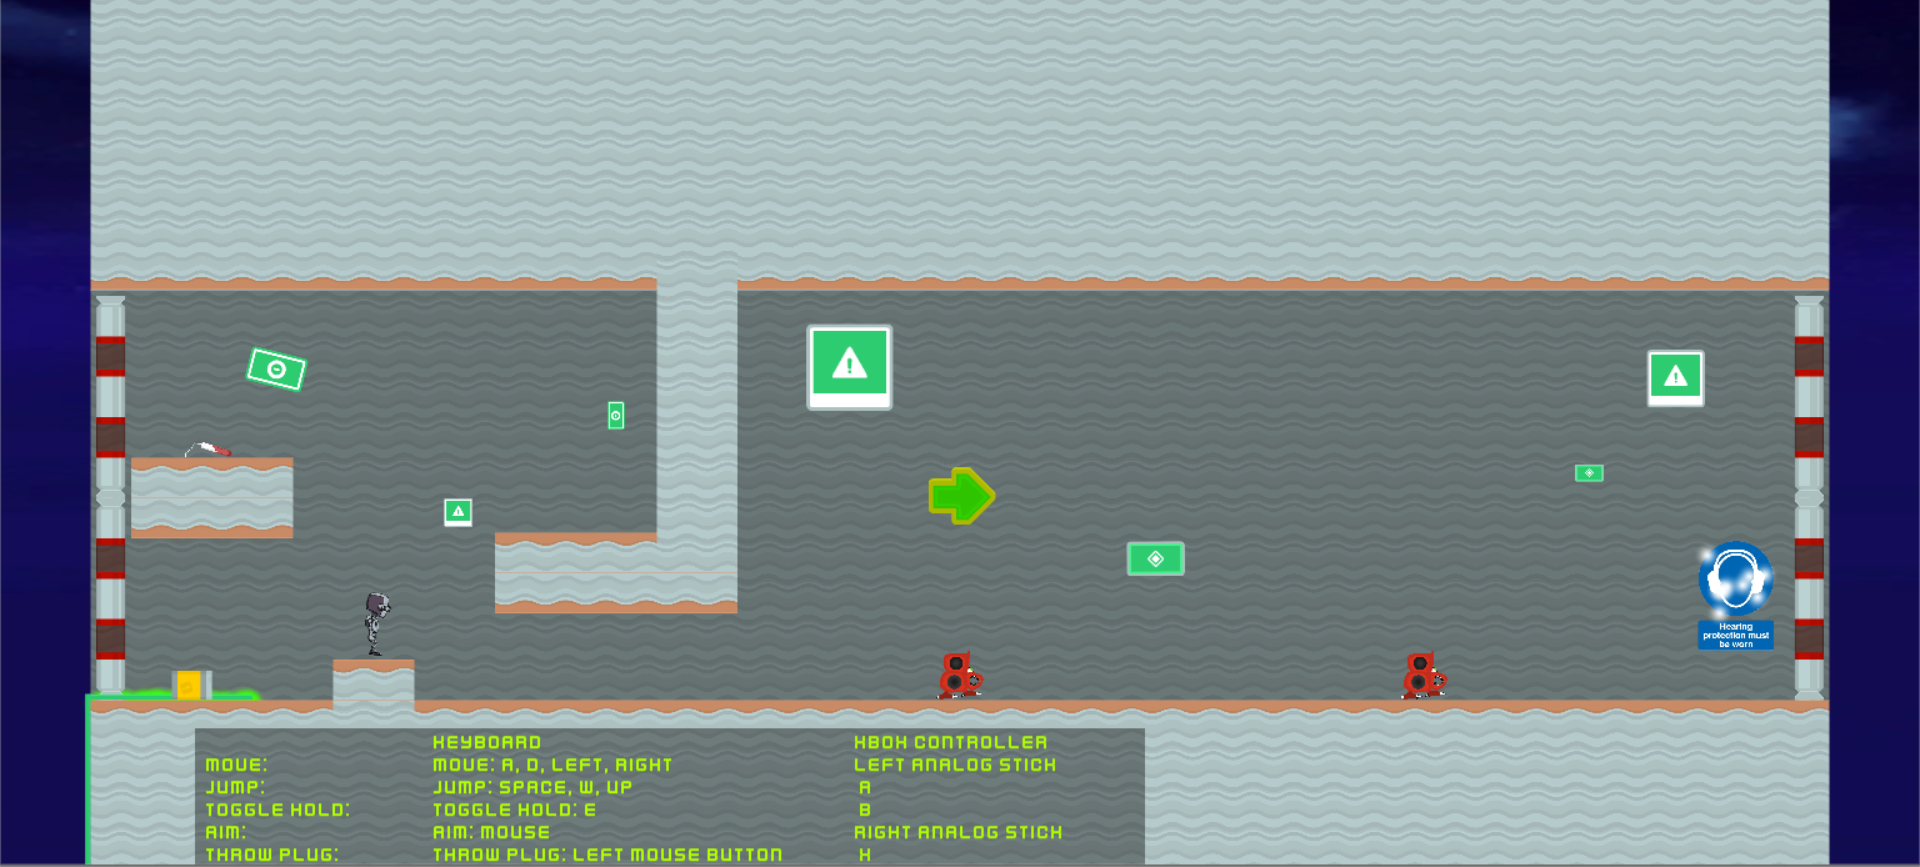 Hearing
protection must
be worn
KEYBOARD XBOX CONTROLLER
MOVE: MOVE: A, D, LEFT, RIGHT LEFT ANALOG STICK
JUMP: JUMP: SPACE, W, UP A
TOGGLE HOLD: TOGGLE HOLD: E B
AIM: AIM: MOUSE RIGHT ANALOG STICK
THROW PLUG: THROW PLUG: LEFT MOUSE BUTTON X